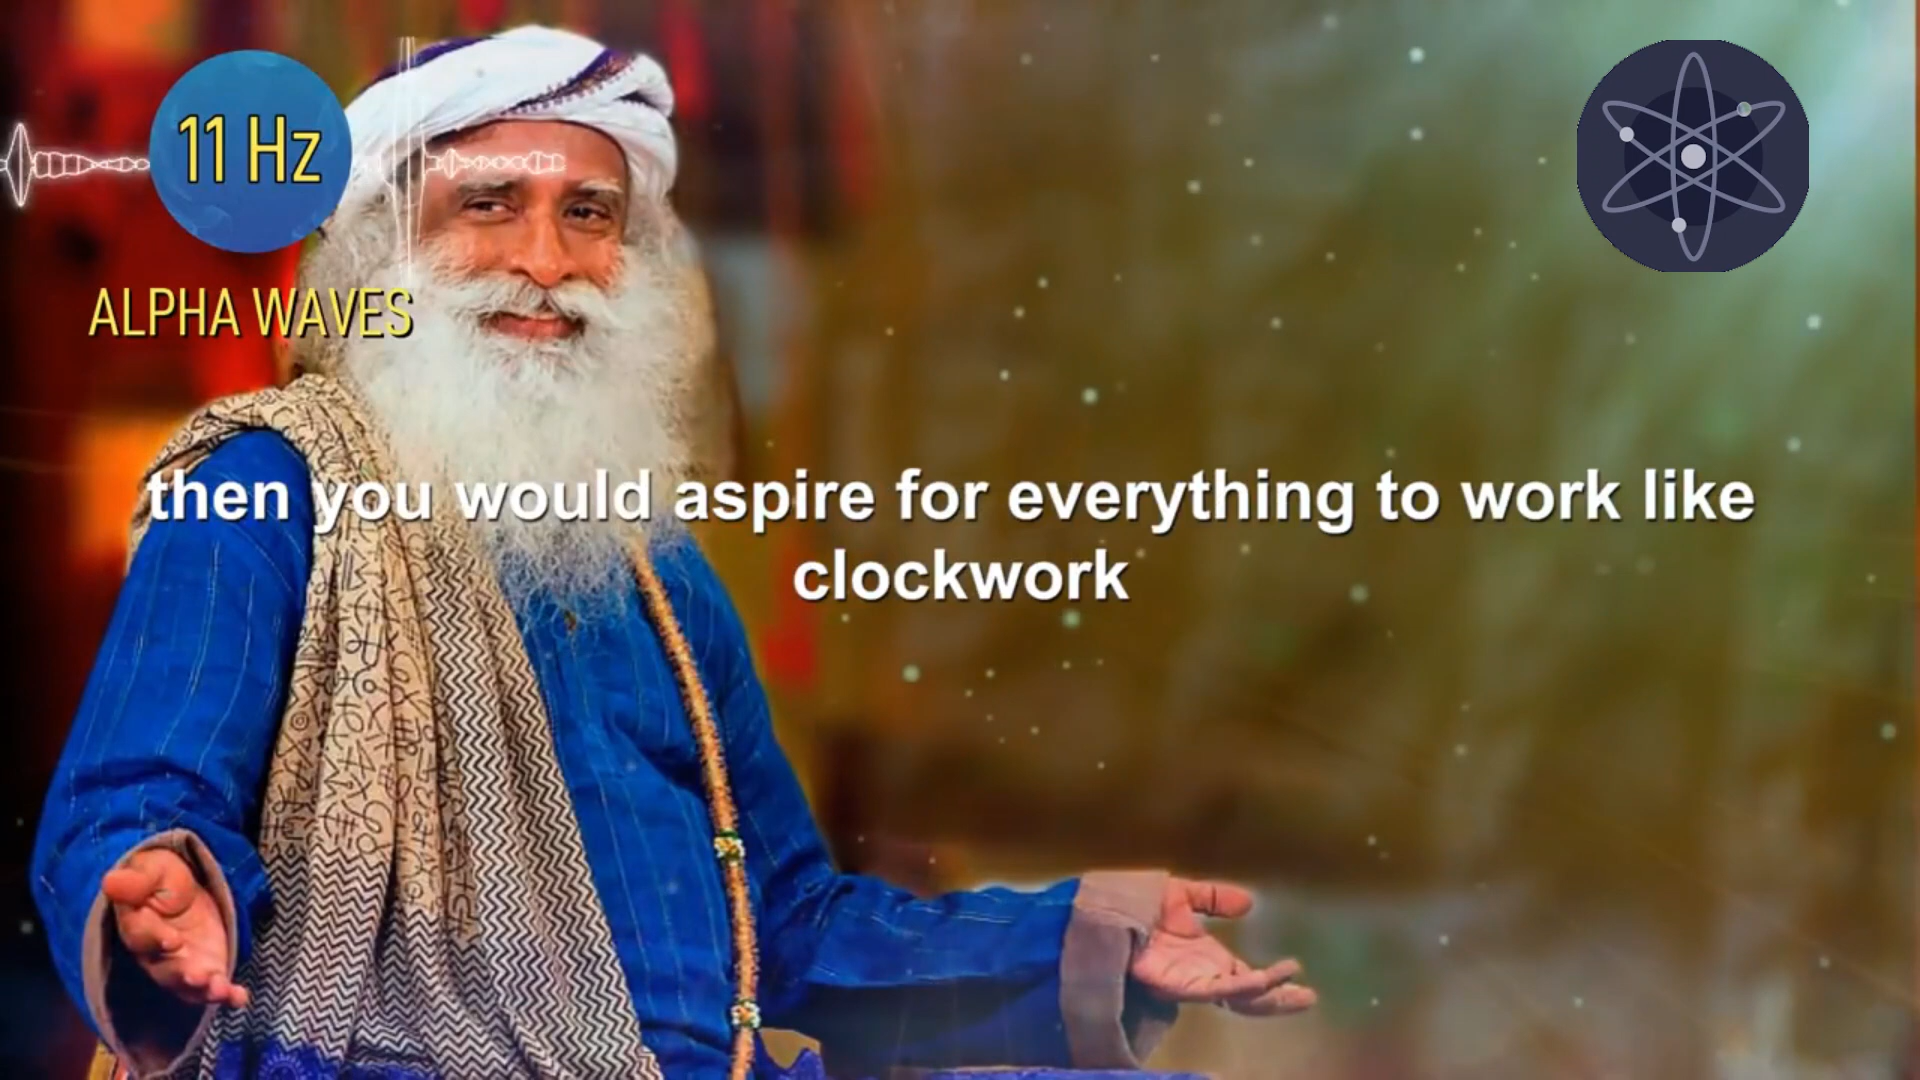 11 Hz
ALPHA WAVES
then you would aspire for everything to work like
clockwork